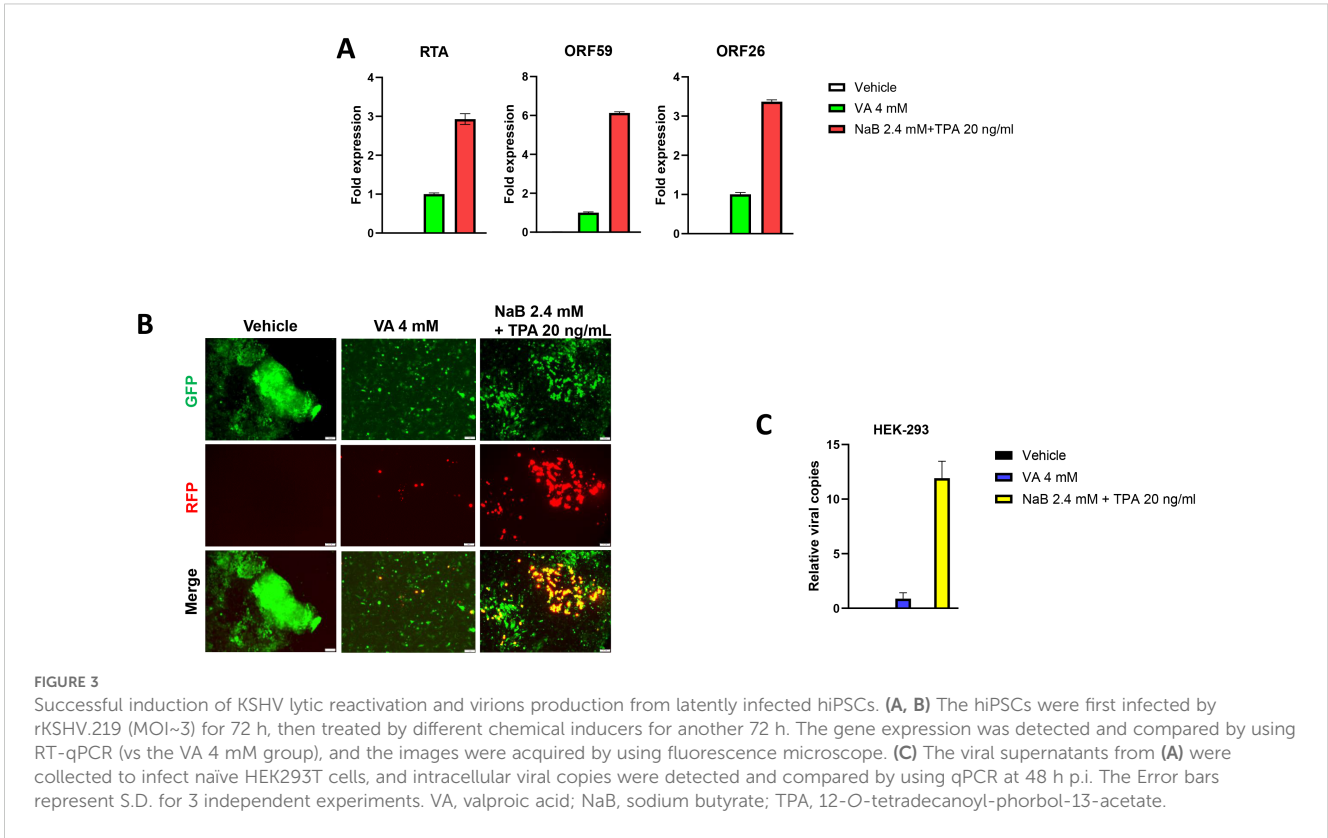 A
RTA
ORF59
ORF26
Fold expression
4
3
2
1
0
Fold expression
8
6
4
2
0
Fold expression
4
3
2
1
0
Vehicle
VA 4 mM
NaB 2.4 mM+TPA 20 ng/ml
B
Vehicle
VA 4 mM
NaB 2.4 mM
+ TPA 20 ng/mL
GFP
RFP
Merge
C
HEK-293
Relative viral copies
15
10
5
0
Vehicle
VA 4 mM
NaB 2.4 mM + TPA 20 ng/ml
FIGURE 3
Successful induction of KSHV lytic reactivation and virions production from latently infected hiPSCs. (A, B) The hiPSCs were first infected by
rKSHV.219 (MOI~3) for 72 h, then treated by different chemical inducers for another 72 h. The gene expression was detected and compared by using
RT-qPCR (vs the VA 4 mM group), and the images were acquired by using fluorescence microscope. (C) The viral supernatants from (A) were
collected to infect naïve HEK293T cells, and intracellular viral copies were detected and compared by using qPCR at 48 h p.i. The Error bars
represent S.D. for 3 independent experiments. VA, valproic acid; NaB, sodium butyrate; TPA, 12-O-tetradecanoyl-phorbol-13-acetate.